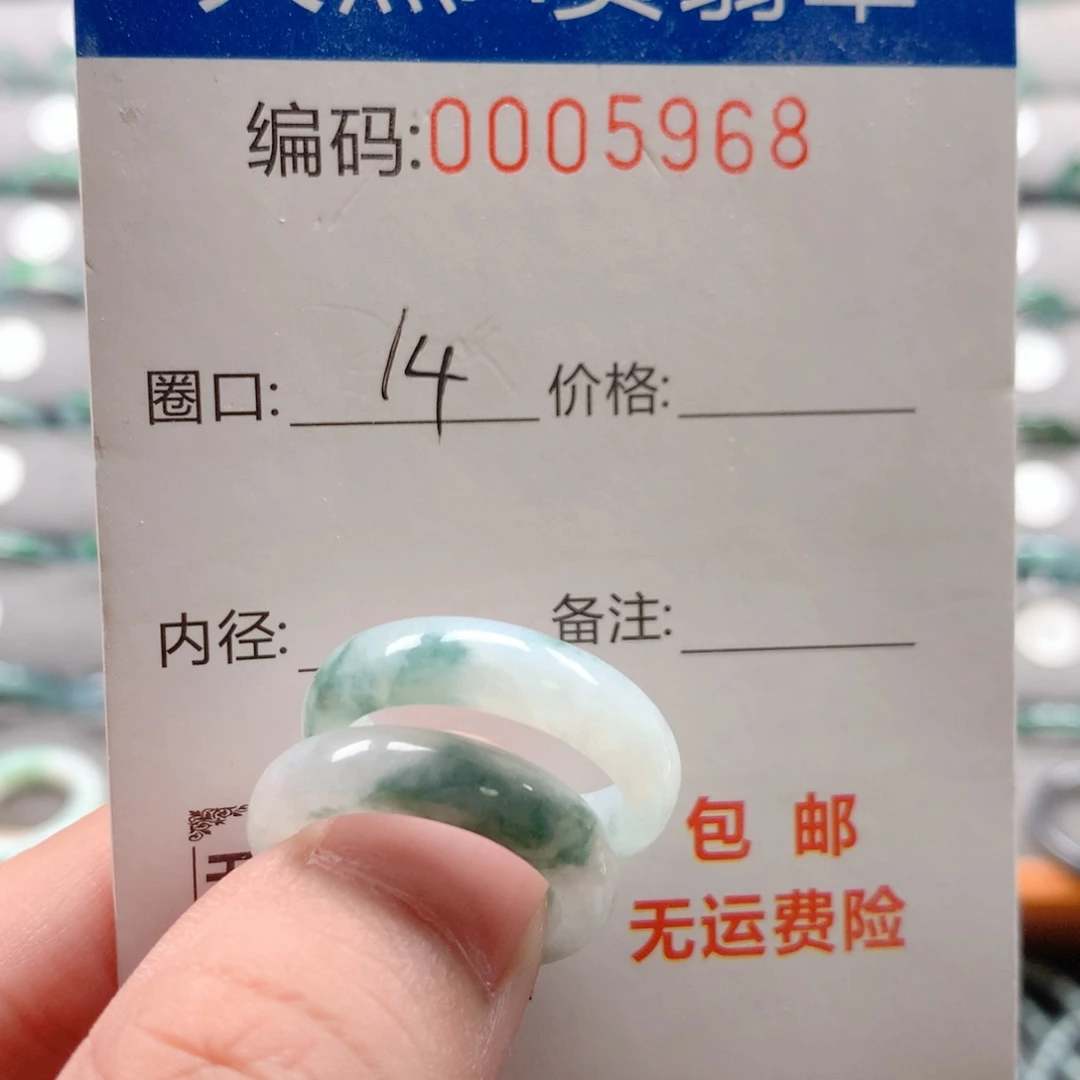 编码:0005968
圈口: 14 价格:
内径: 备注:
包邮
无运费险